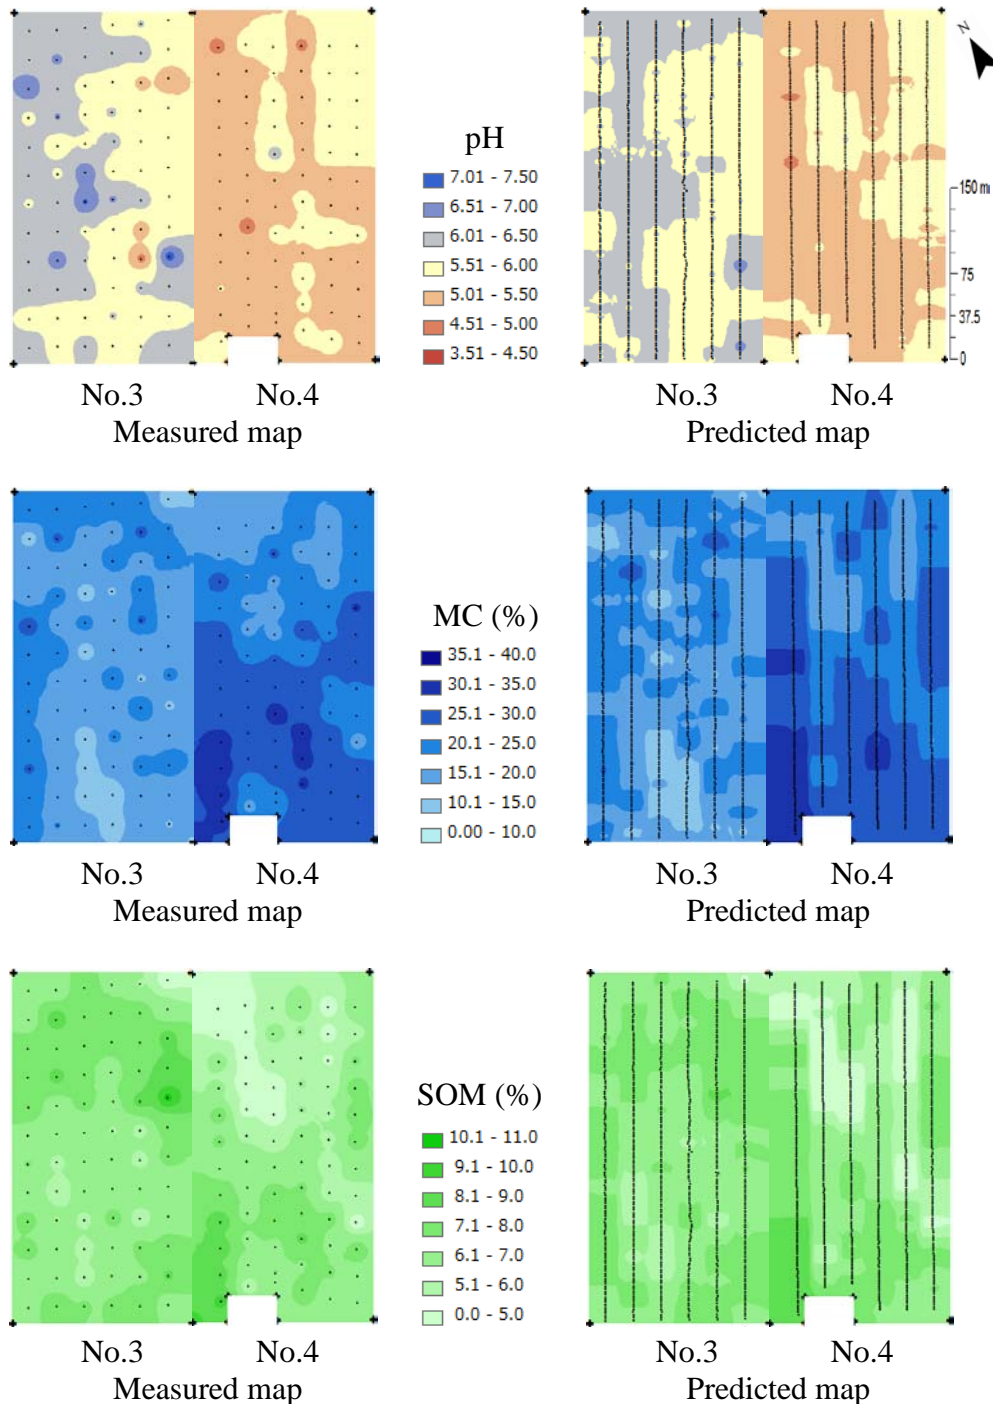 N
pH
7.01 - 7.50
6.51 - 7.00
6.01 - 6.50
5.51 - 6.00
5.01 - 5.50
4.51 - 5.00
3.51 - 4.50
150 m
75
37.5
0
No.3 No.4 No.3 No.4
Measured map Predicted map
MC (%)
35.1 - 40.0
30.1 - 35.0
25.1 - 30.0
20.1 - 25.0
15.1 - 20.0
10.1 - 15.0
0.00 - 10.0
No.3 No.4 No.3 No.4
Measured map Predicted map
SOM (%)
10.1 - 11.0
9.1 - 10.0
8.1 - 9.0
7.1 - 8.0
6.1 - 7.0
5.1 - 6.0
0.0 - 5.0
No.3 No.4 No.3 No.4
Measured map Predicted map